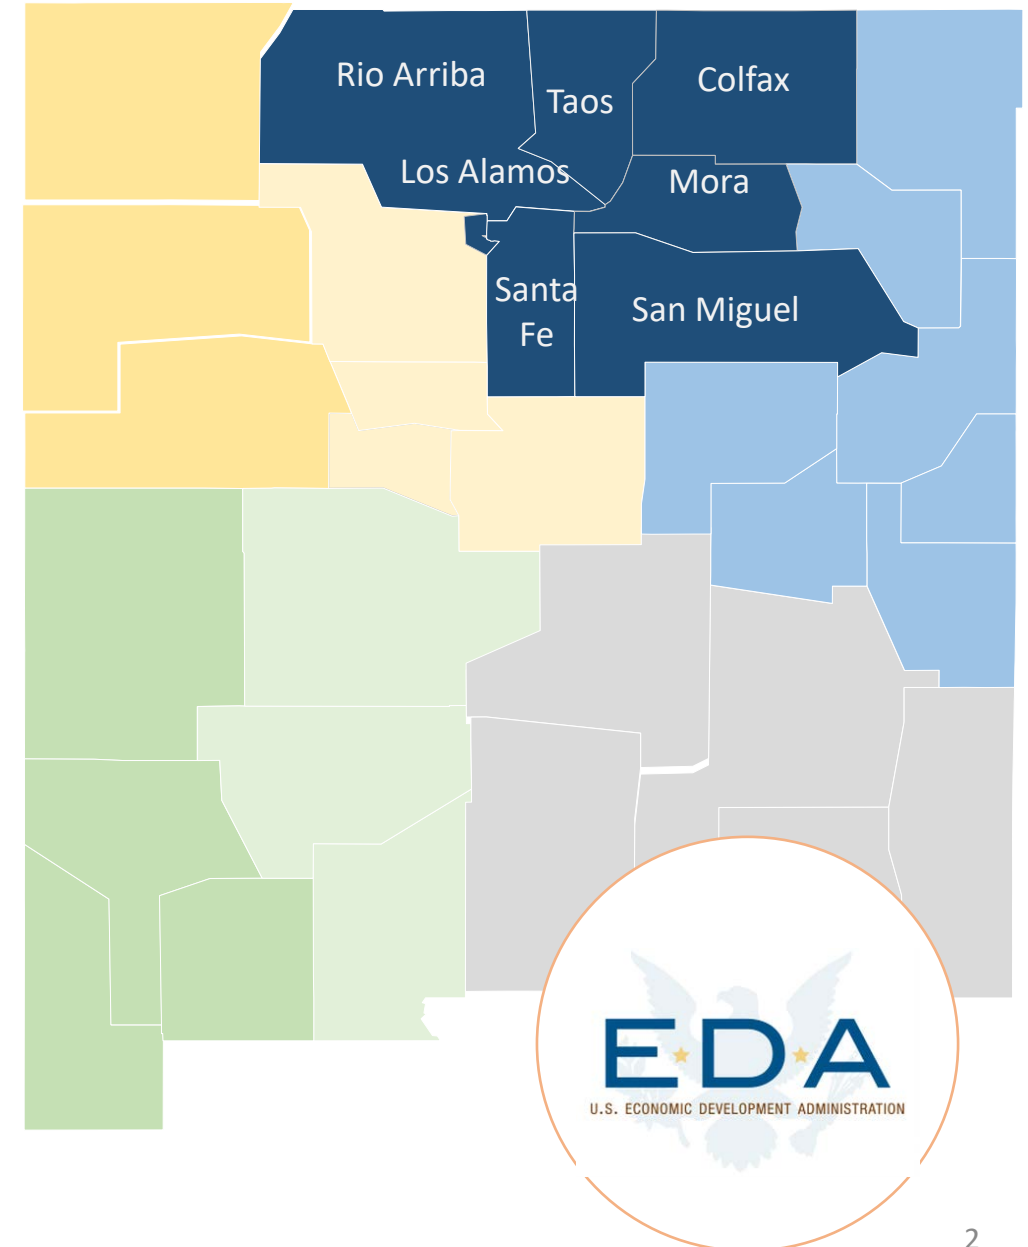 Rio Arriba
Taos
Colfax
Los Alamos
Mora
Santa
Fe
San Miguel
EDA
U.S. ECONOMIC DEVELOPMENT ADMINISTRATION
2